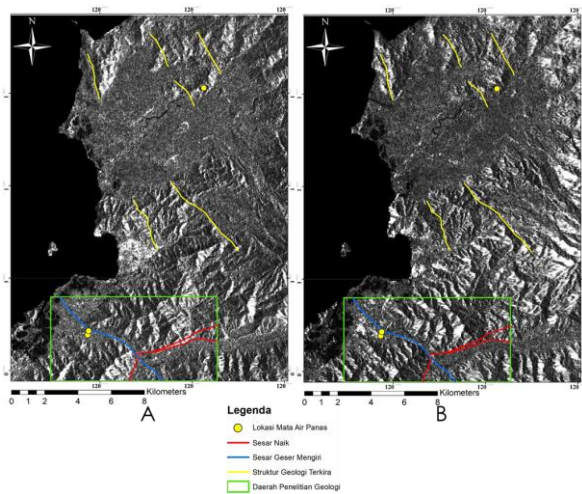 120 120 120 120
N N
120 120 120 120
Kilometers Kilometers
0 1 2 4 6 8 0 1 2 4 6 8
A B
Legenda
Lokasi Mata Air Panas
Sesar Naik
Sesar Geser Mengiri
Struktur Geologi Terkira
Daerah Penelitian Geologi